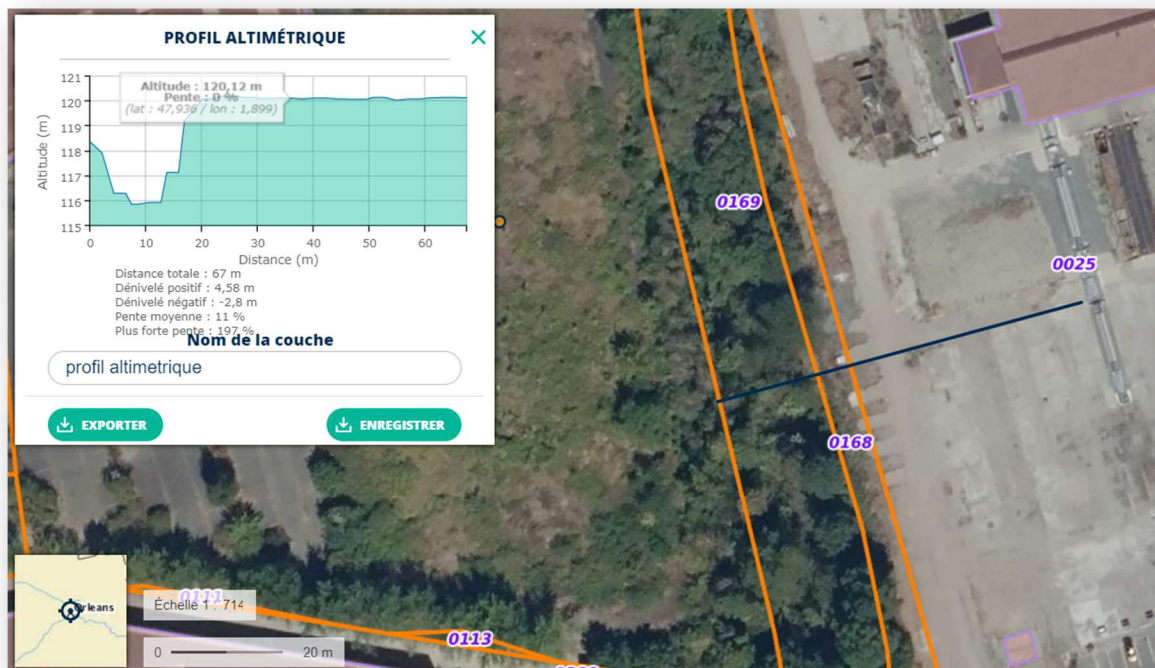 PROFIL ALTIMÉTRIQUE
121
120
119
118
117
116
115
Altitude (m)
Altitude : 120,12 m
Pente : 0 %
(lat : 47,936 / lon : 1,899)
0 10 20 30 40 50 60
Distance (m)
Distance totale : 67 m
Dénivelé positif : 4,58 m
Dénivelé négatif : -2,8 m
Pente moyenne : 11 %
Plus forte pente : 197 %
Nom de la couche
profil altimetrique
EXPORTER
ENREGISTRER
0169
0025
0168
0111
0113
Orleans
Échelle 1 : 714
0 20 m